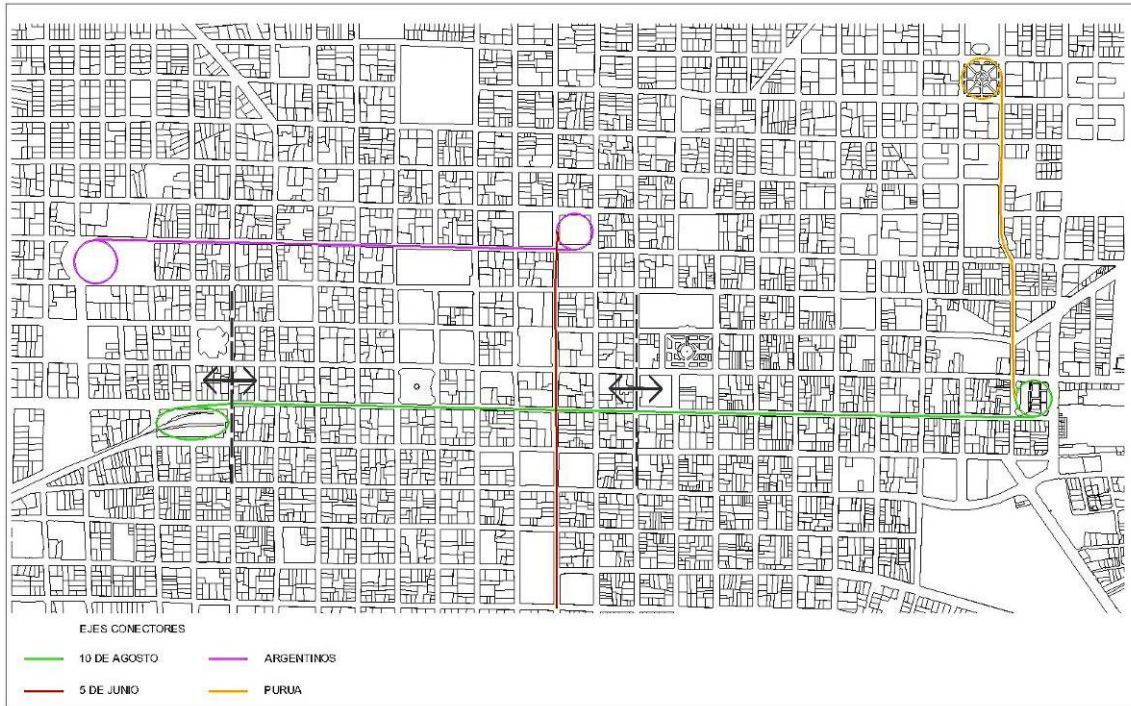 EJES CONECTORES
10 DE AGOSTO
ARGENTINOS
5 DE JUNIO
PURUA